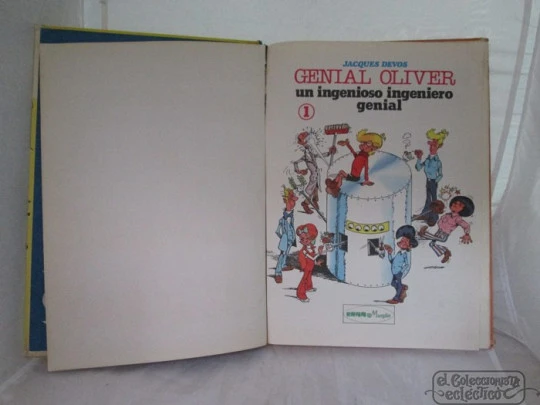 JACQUES DEVOS
GENIAL OLIVER
un ingenioso ingeniero
genial
1
el Coleccionista
ecléctico